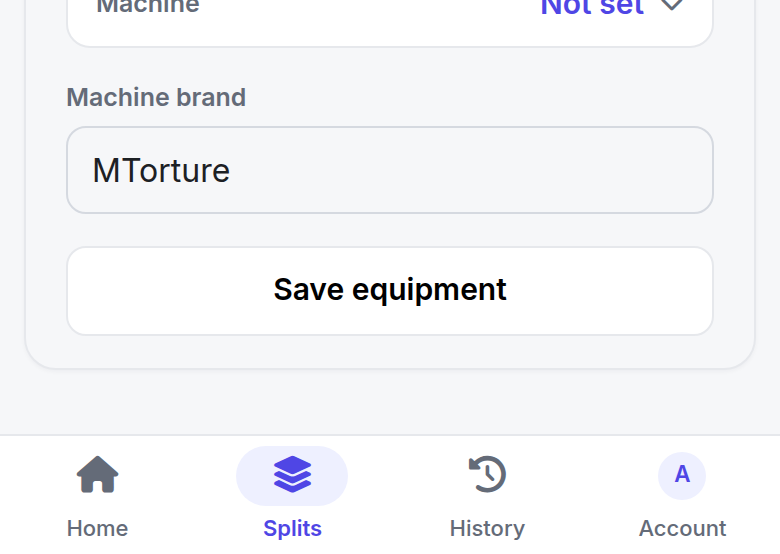 Machine
Not set
Machine brand
MTorture
Save equipment
Home
Splits
History
A
Account